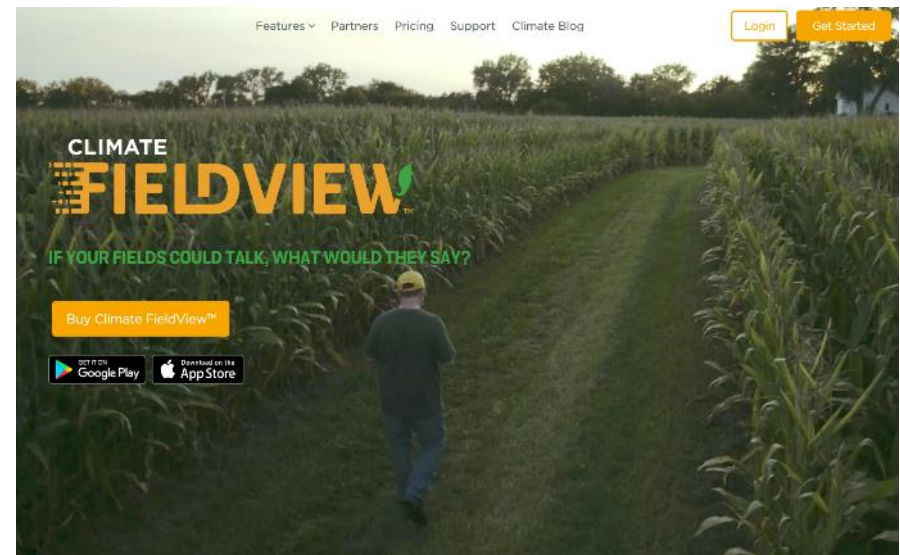 Features Partners Pricing Support Climate Blog Login Get Started
CLIMATE
FIELDVIEW™
IF YOUR FIELDS COULD TALK, WHAT WOULD THEY SAY?
Buy Climate FieldView™
GET IT ON
Google Play
Download on the
App Store